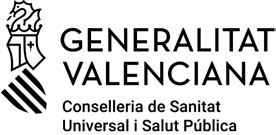 GENERALITAT
VALENCIANA
Conselleria de Sanitat
Universal i Salut Pública